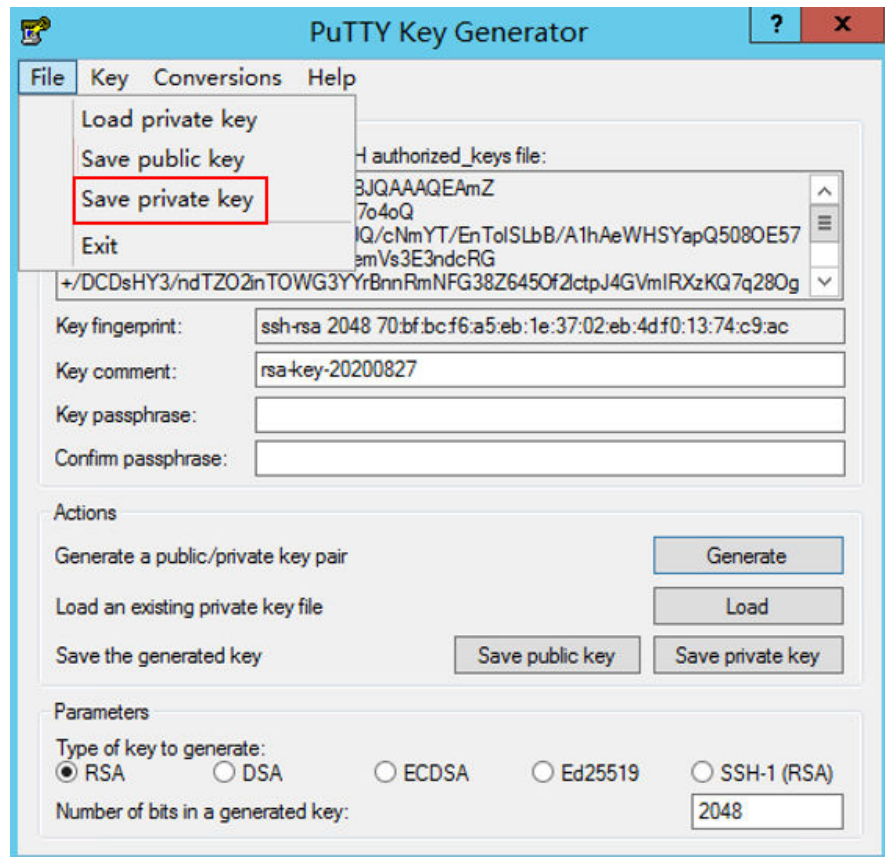 PuTTY Key Generator
? x
File Key Conversions Help
Load private key
Save public key
Save private key
Exit
H authorized_keys file:
BJQAAAQEAmZ
7o4oQ
JQ/cNmYT/EnToISLbB/A1hAeWHSYapQ508OE57
emVs3E3ndcRG
+/DCDsHY3/ndTZO2inTOWG3YYrBnnRmNFG38Z645Of2lctpJ4GVmIRXzKQ7q28Og
Key fingerprint: ssh-rsa 2048 70:bf:bc:f6:a5:eb:1e:37:02:eb:4d:f0:13:74:c9:ac
Key comment: rsa-key-20200827
Key passphrase:
Confirm passphrase:
Actions
Generate a public/private key pair Generate
Load an existing private key file Load
Save the generated key Save public key Save private key
Parameters
Type of key to generate:
RSA DSA ECDSA Ed25519 SSH-1 (RSA)
Number of bits in a generated key: 2048